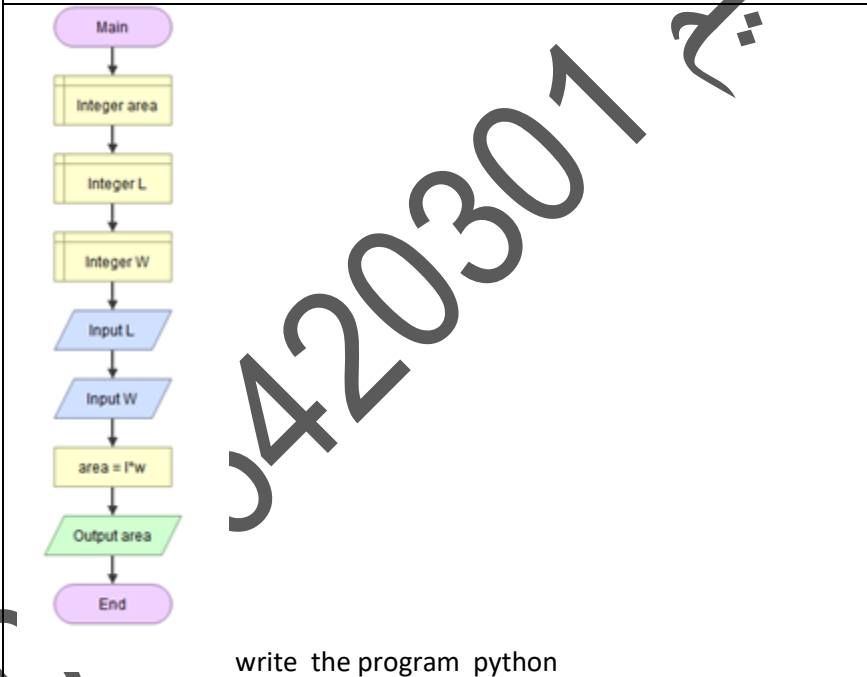 Main
Integer area
Integer L
Integer W
Input L
Input W
area = l*w
Output area
End
write the program python